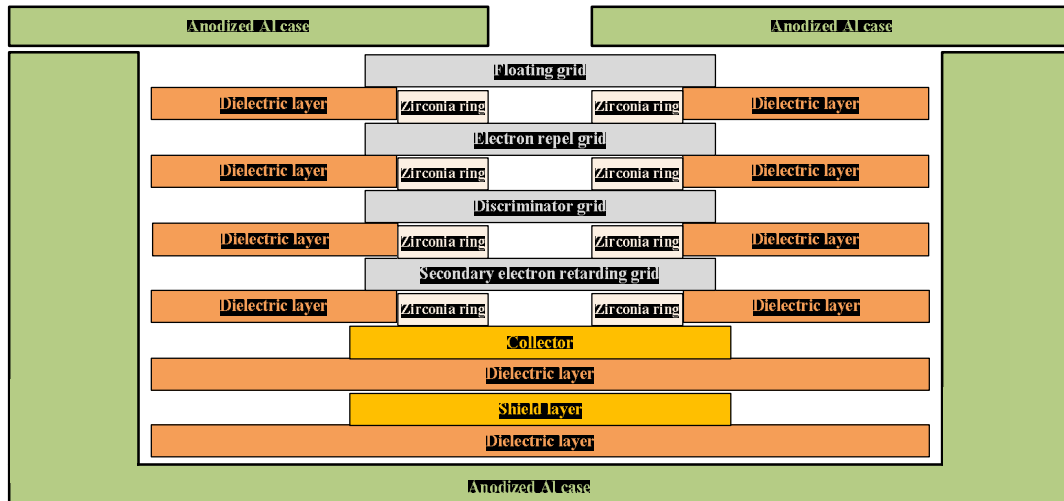 Anodized Al case
Anodized Al case
Floating grid
Dielectric layer
Zirconia ring
Zirconia ring
Dielectric layer
Electron repel grid
Dielectric layer
Zirconia ring
Zirconia ring
Dielectric layer
Discriminator grid
Dielectric layer
Zirconia ring
Zirconia ring
Dielectric layer
Secondary electron retarding grid
Dielectric layer
Zirconia ring
Zirconia ring
Dielectric layer
Collector
Dielectric layer
Shield layer
Dielectric layer
Anodized Al case